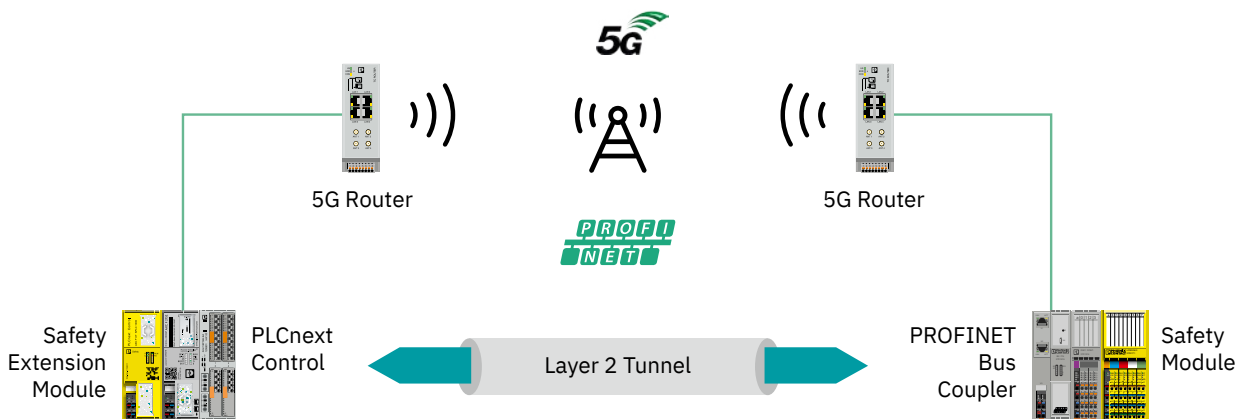 5G
5G Router
5G Router
PROFI
NET
Safety
Extension
Module
PLCnext
Control
Layer 2 Tunnel
PROFINET
Bus
Coupler
Safety
Module